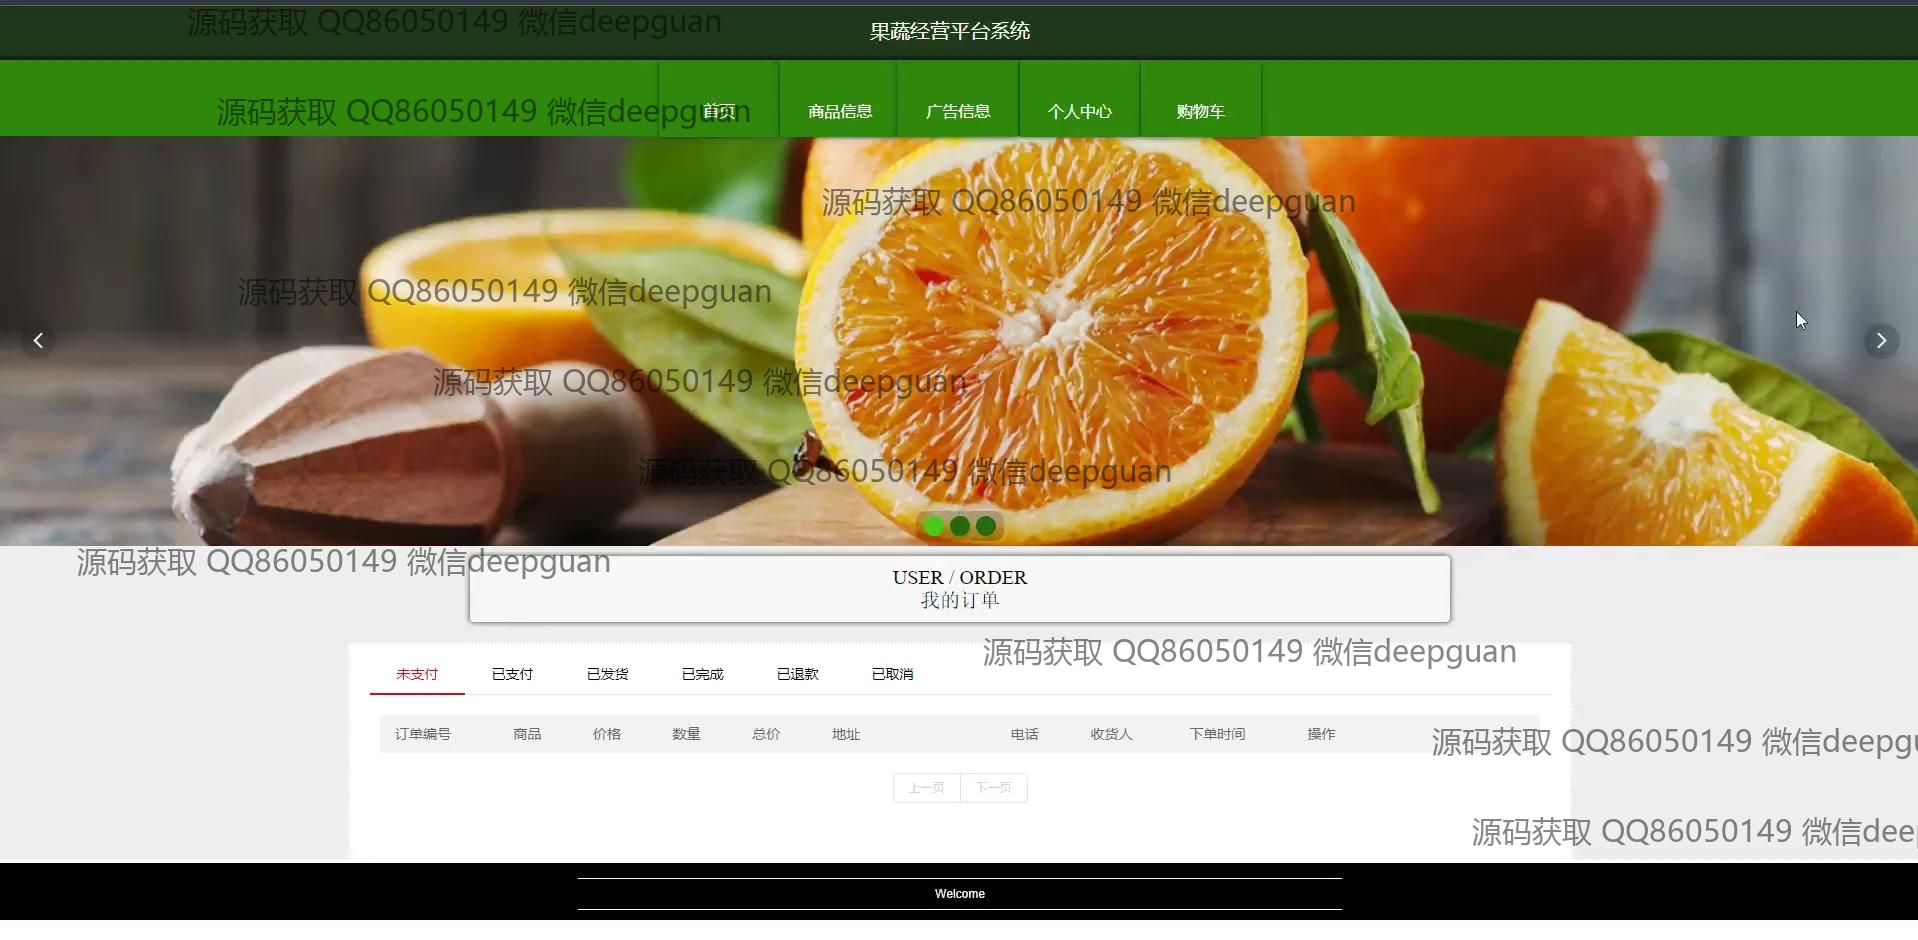 源码获取 QQ86050149 微信deepguan
果蔬经营平台系统
源码获取 QQ86050149 微信deepguan
首页 商品信息 广告信息 个人中心 购物车
源码获取 QQ86050149 微信deepguan
源码获取 QQ86050149 微信deepguan
源码获取 QQ86050149 微信deepguan
源码获取 QQ86050149 微信deepguan
源码获取 QQ86050149 微信deepguan
USER / ORDER
我的订单
源码获取 QQ86050149 微信deepguan
未支付 已支付 已发货 已完成 已退款 已取消
订单编号 商品 价格 数量 总价 地址 电话 收货人 下单时间 操作
源码获取 QQ86050149 微信deepgu
上一页 下一页
源码获取 QQ86050149 微信dee
Welcome